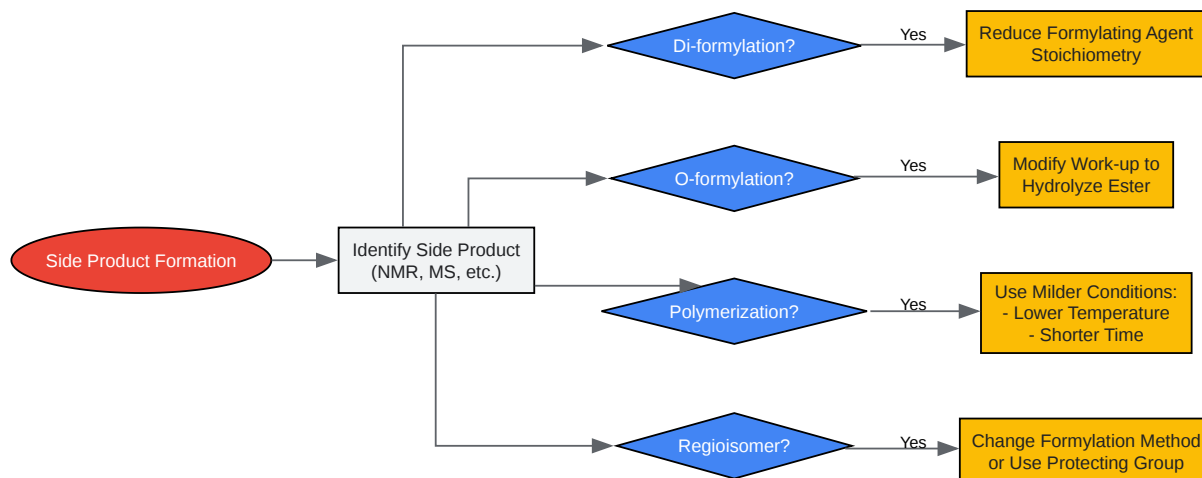 Side Product Formation
Identify Side Product
(NMR, MS, etc.)
Di-formylation?
Yes
Reduce Formylating Agent
Stoichiometry
O-formylation?
Yes
Modify Work-up to
Hydrolyze Ester
Polymerization?
Yes
Use Milder Conditions:
- Lower Temperature
- Shorter Time
Regioisomer?
Yes
Change Formylation Method
or Use Protecting Group